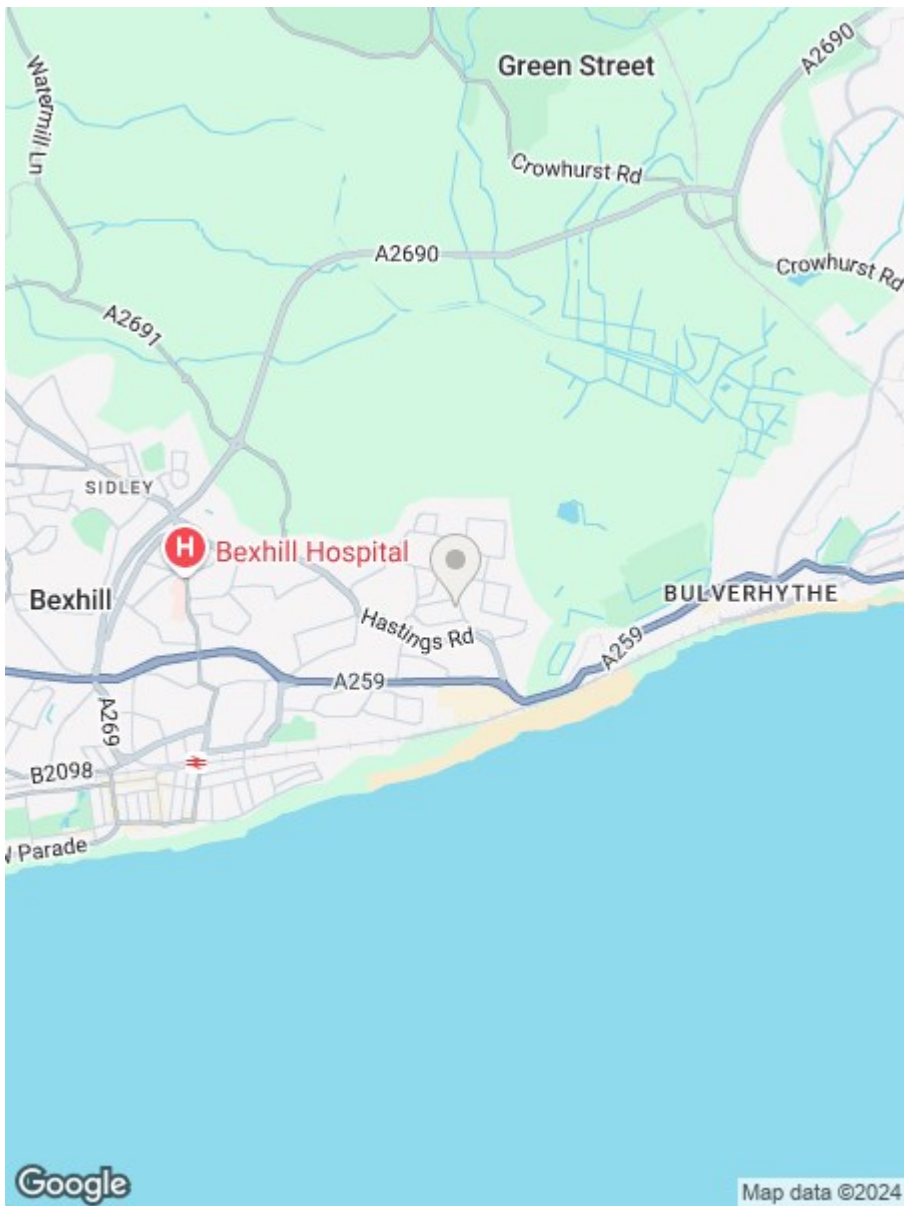 A2690
Green Street
Watermill Ln
Crowhurst Rd
A2690
Crowhurst Rd
A2691
SIDLEY
H
Bexhill Hospital
Bexhill
BULVERHYTHE
Hastings Rd
A259
A259
A269
B2098
W Parade
Google
Map data ©2024